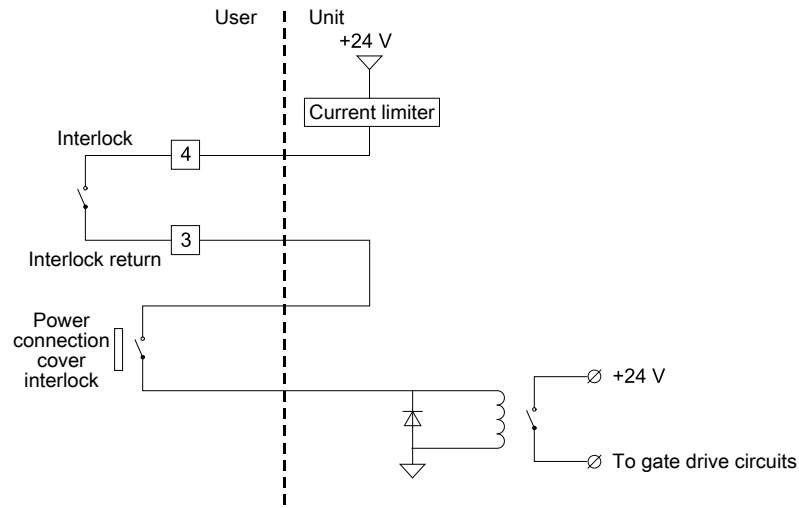 User
Unit
+24 V
Current limiter
Interlock
4
3
Interlock return
Power
connection
cover
interlock
+24 V
To gate drive circuits